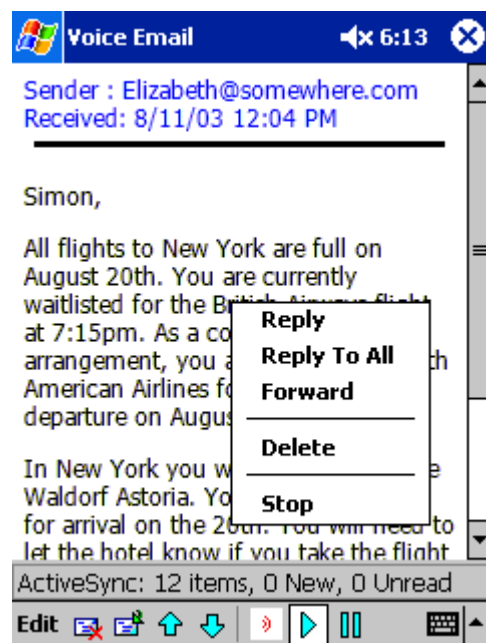 Voice Email 6:13
Sender : Elizabeth@somewhere.com
Received: 8/11/03 12:04 PM
Simon,
All flights to New York are full on
August 20th. You are currently
waitlisted for the British Airways flight
at 7:15pm. As a co
arrangement, you a th
American Airlines fo
departure on Augus
In New York you w e
Waldorf Astoria. Yo
for arrival on the 20th. You will need to
let the hotel know if you take the flight
Reply
Reply To All
Forward
Delete
Stop
ActiveSync: 12 items, 0 New, 0 Unread
Edit